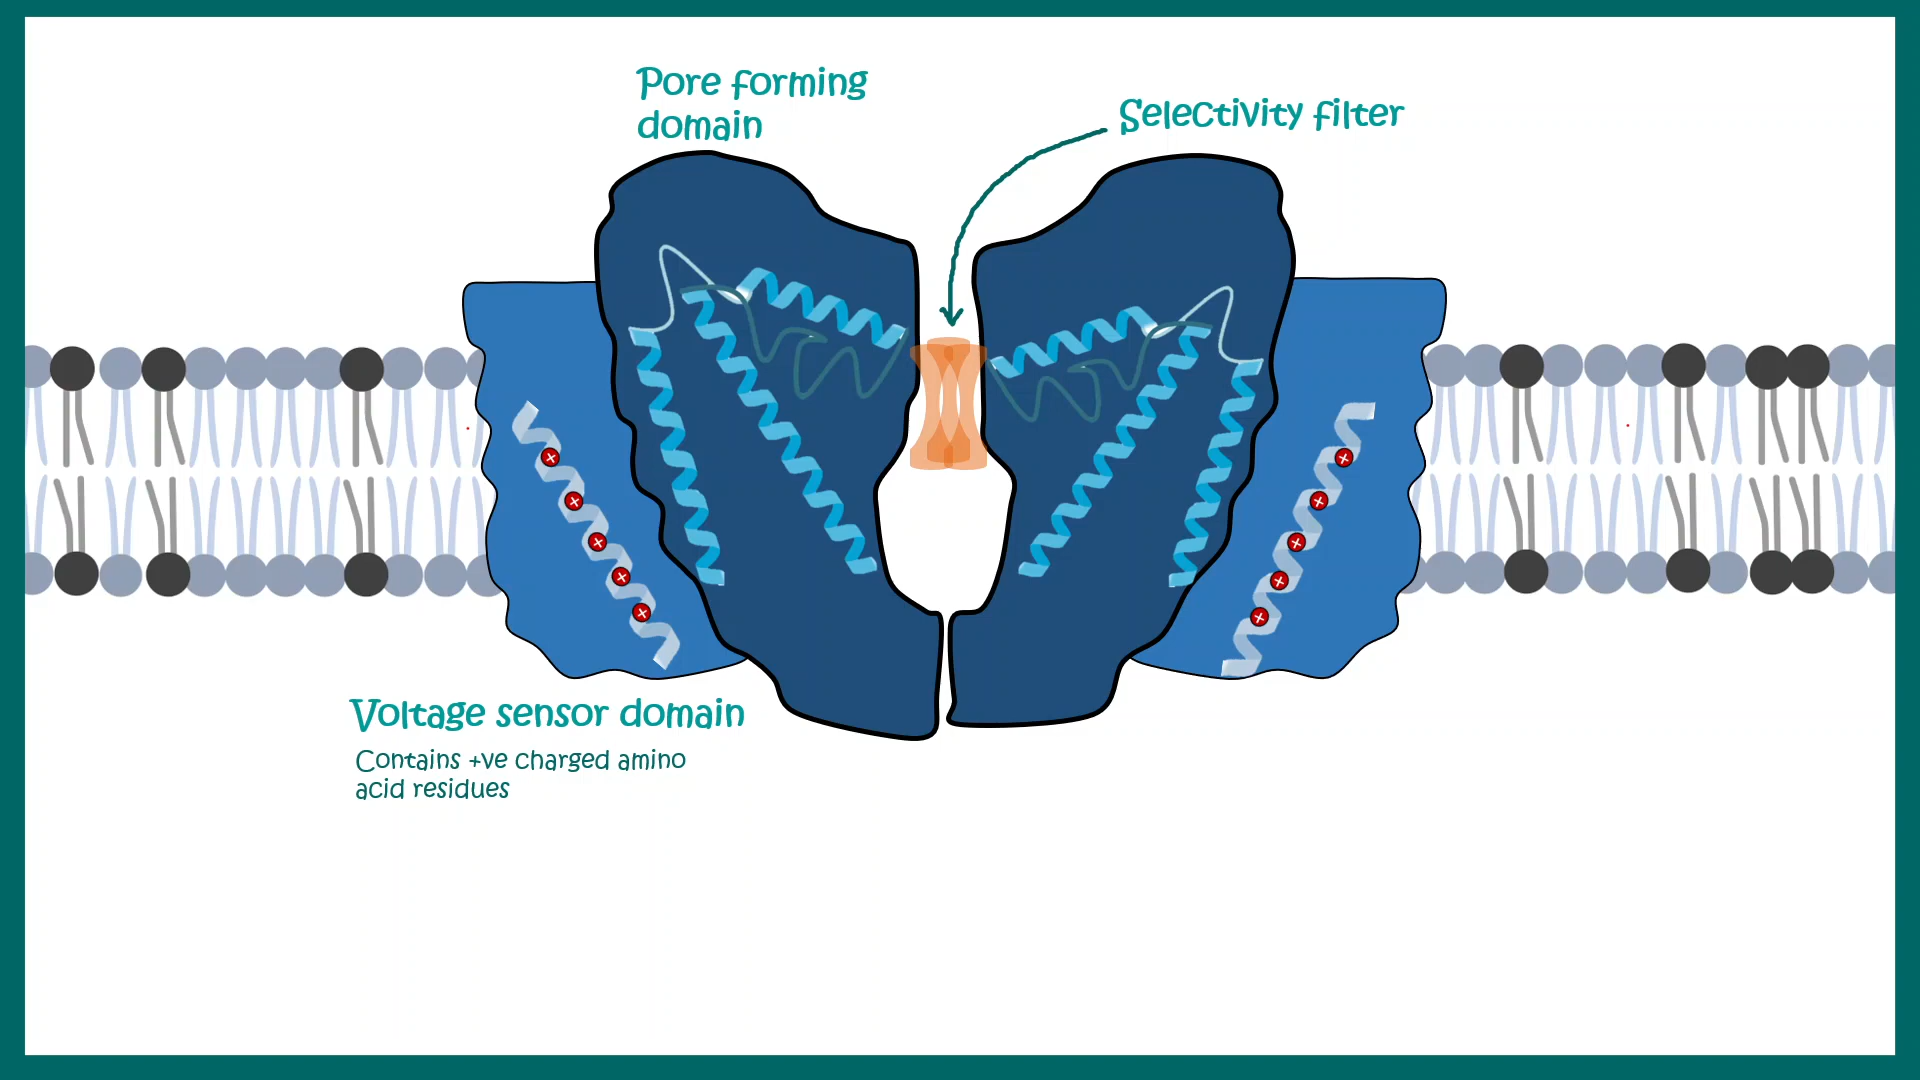 Pore forming
domain
Selectivity filter
Voltage sensor domain
Contains +ve charged amino
acid residues